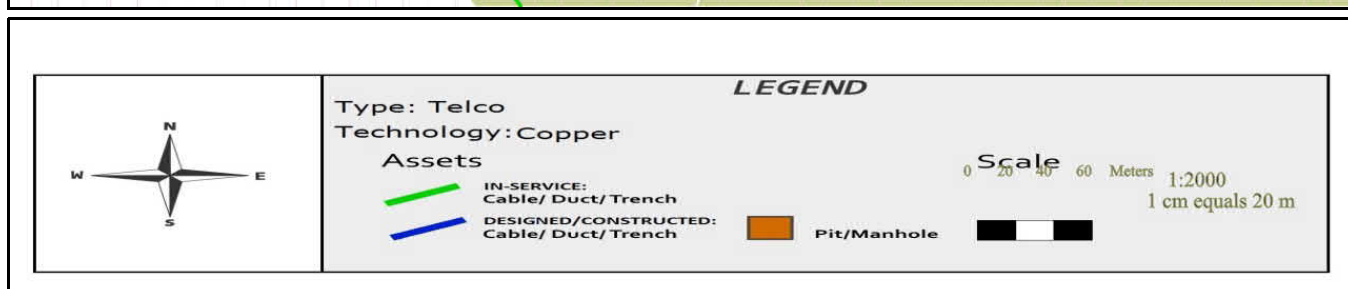 LEGEND
Type: Telco
Technology: Copper
Assets
IN-SERVICE:
Cable/ Duct/ Trench
DESIGNED/CONSTRUCTED:
Cable/ Duct/ Trench
Pit/Manhole
Scale
0 20 40 60 Meters
1:2000
1 cm equals 20 m
N
W E
S